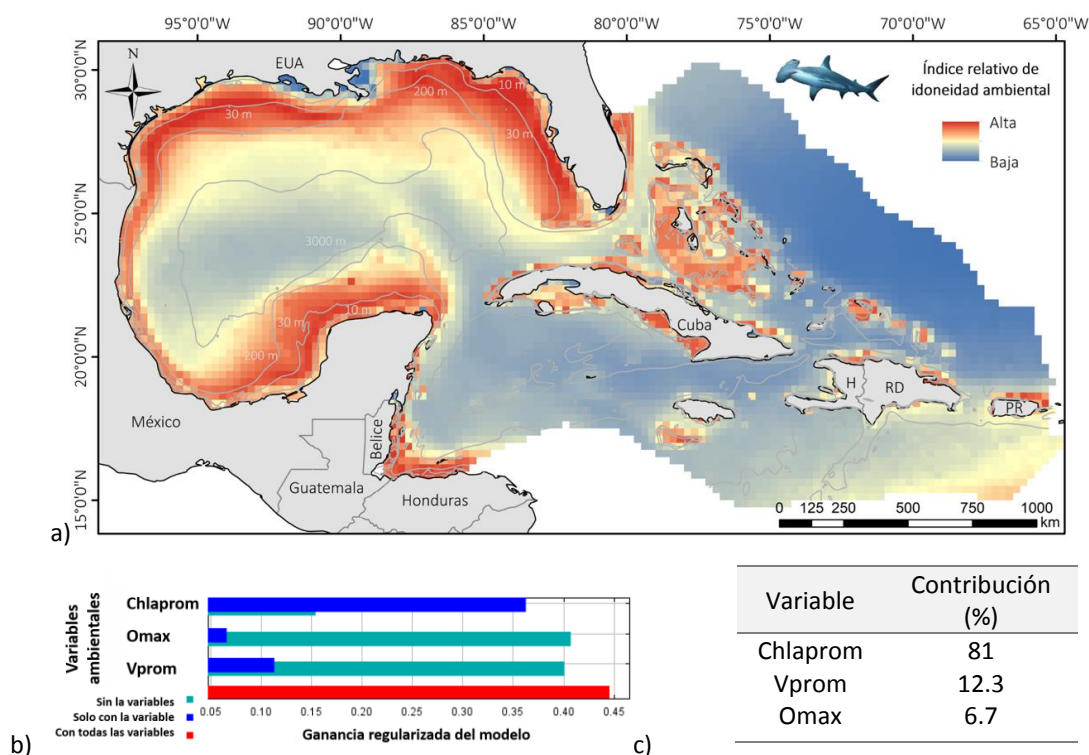 95°0'0"N
90°0'0"N
85°0'0"N
80°0'0"N
75°0'0"N
70°0'0"N
65°0'0"N
30°0'0"N
25°0'0"N
20°0'0"N
15°0'0"N
N
EUA
Índice relativo de
idoneidad ambiental
Alta
Baja
10 m
200 m
30 m
30 m
3000 m
10 m
30 m
200 m
Cuba
H
RD
PR
México
Belice
Guatemala
Honduras
0 125 250 500 750 1000
km
a)
Variables
ambientales
Chlaprom
Omax
Vprom
Sin la variables
Solo con la variable
Con todas las variables
0.05 0.10 0.15 0.20 0.25 0.30 0.35 0.40 0.45
Ganancia regularizada del modelo
b)
Variable Contribución
(%)
Chlaprom 81
Vprom 12.3
Omax 6.7
c)